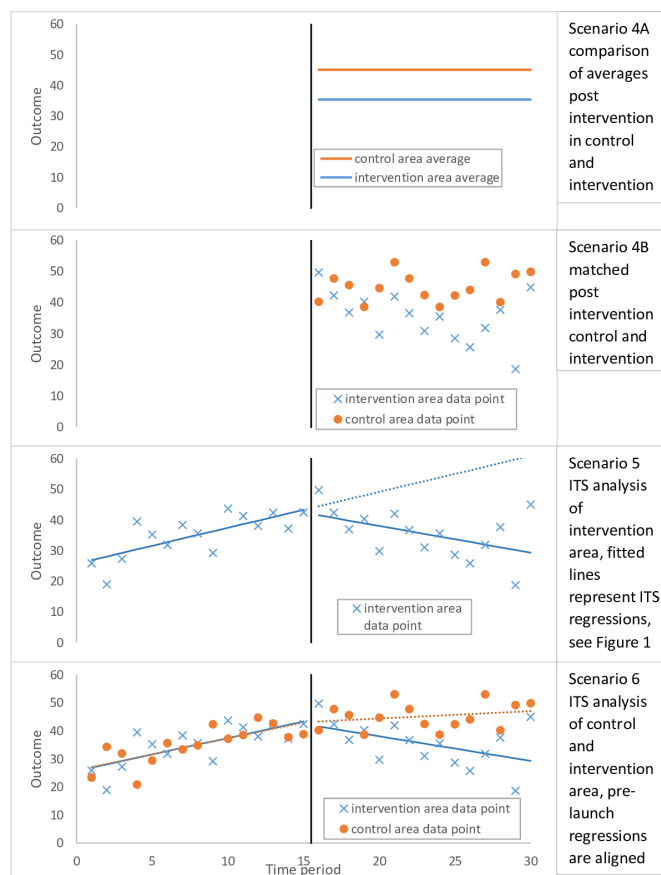 60
50
40
30
20
10
0
Outcome
control area average
intervention area average
Scenario 4A
comparison
of averages
post
intervention
in control
and
intervention
60
50
40
30
20
10
0
Outcome
intervention area data point
control area data point
Scenario 4B
matched
post
intervention
control and
intervention
60
50
40
30
20
10
0
Outcome
intervention area
data point
Scenario 5
ITS analysis
of
intervention
area, fitted
lines
represent ITS
regressions,
see Figure 1
60
50
40
30
20
10
0
Outcome
intervention area data point
control area data point
0 5 10 15 20 25 30
Time period
Scenario 6
ITS analysis
of control
and
intervention
area, pre-
launch
regressions
are aligned